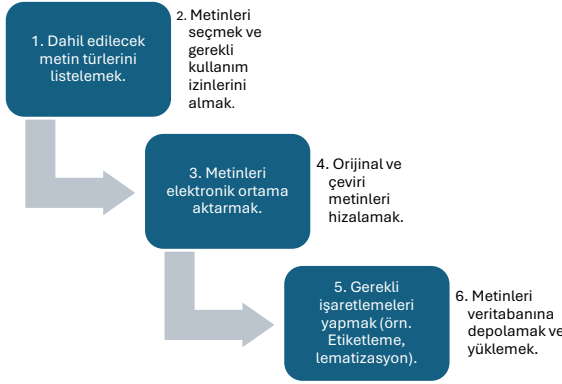 1. Dahil edilecek
metin türlerini
listelemek.
2. Metinleri
seçmek ve
gerekli
kullanım
izinlerini
almak.
3. Metinleri
elektronik ortama
aktarmak.
4. Orijinal ve
çeviri
metinleri
hizalamak.
5. Gerekli
işaretlemeleri
yapmak (örn.
Etiketleme,
lematizasyon).
6. Metinleri
veritabanına
depolamak ve
yüklemek.